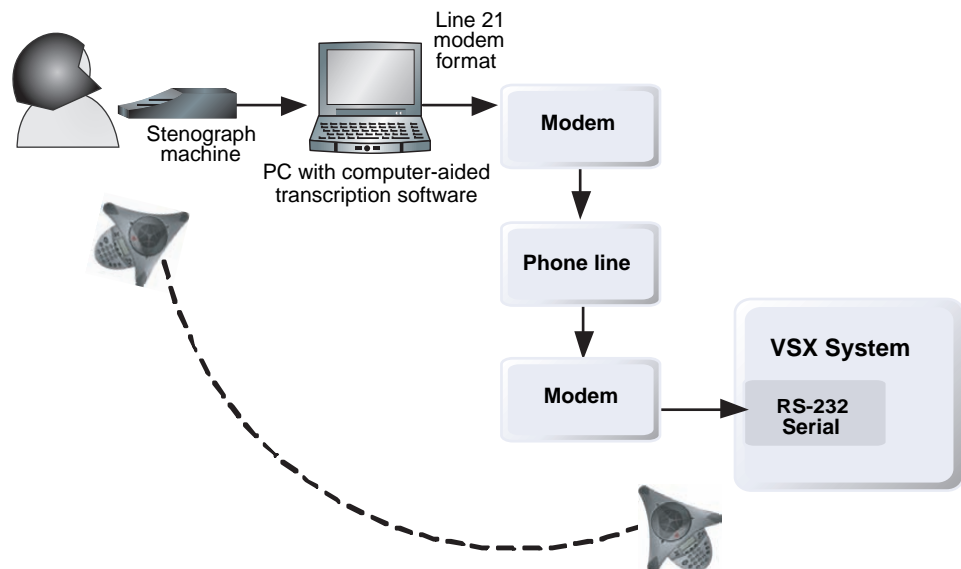 Line 21
modem
format
Stenograph
machine
PC with computer-aided
transcription software
Modem
Phone line
Modem
VSX System
RS-232
Serial